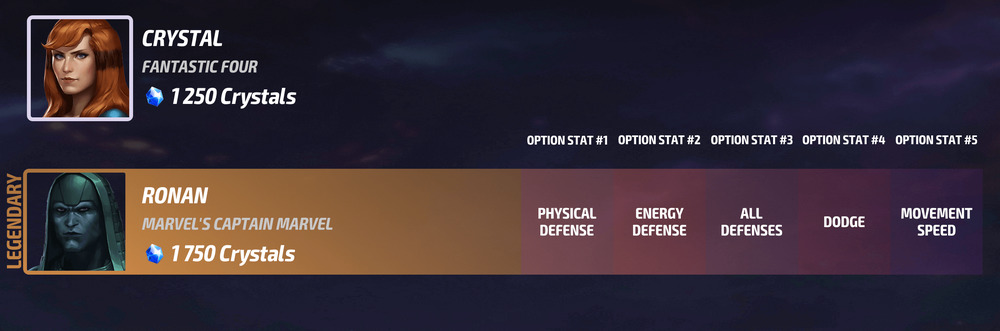 CRYSTAL
FANTASTIC FOUR
1 250 Crystals
OPTION STAT #1 OPTION STAT #2 OPTION STAT #3 OPTION STAT #4 OPTION STAT #5
LEGENDARY
RONAN
MARVEL'S CAPTAIN MARVEL
1 750 Crystals
PHYSICAL
DEFENSE
ENERGY
DEFENSE
ALL
DEFENSES
DODGE
MOVEMENT
SPEED